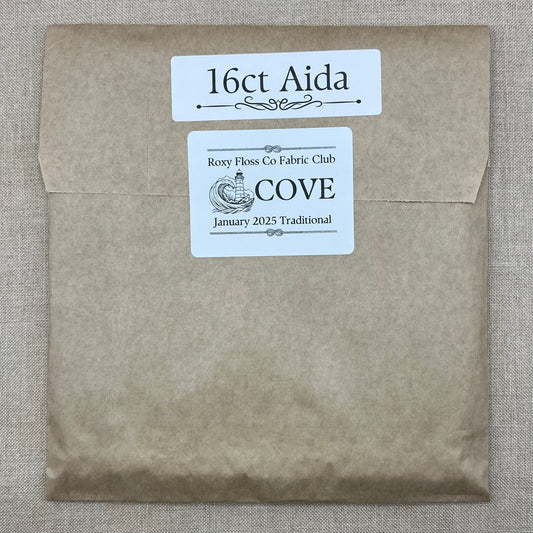 16ct Aida
Roxy Floss Co Fabric Club
COVE
January 2025 Traditional